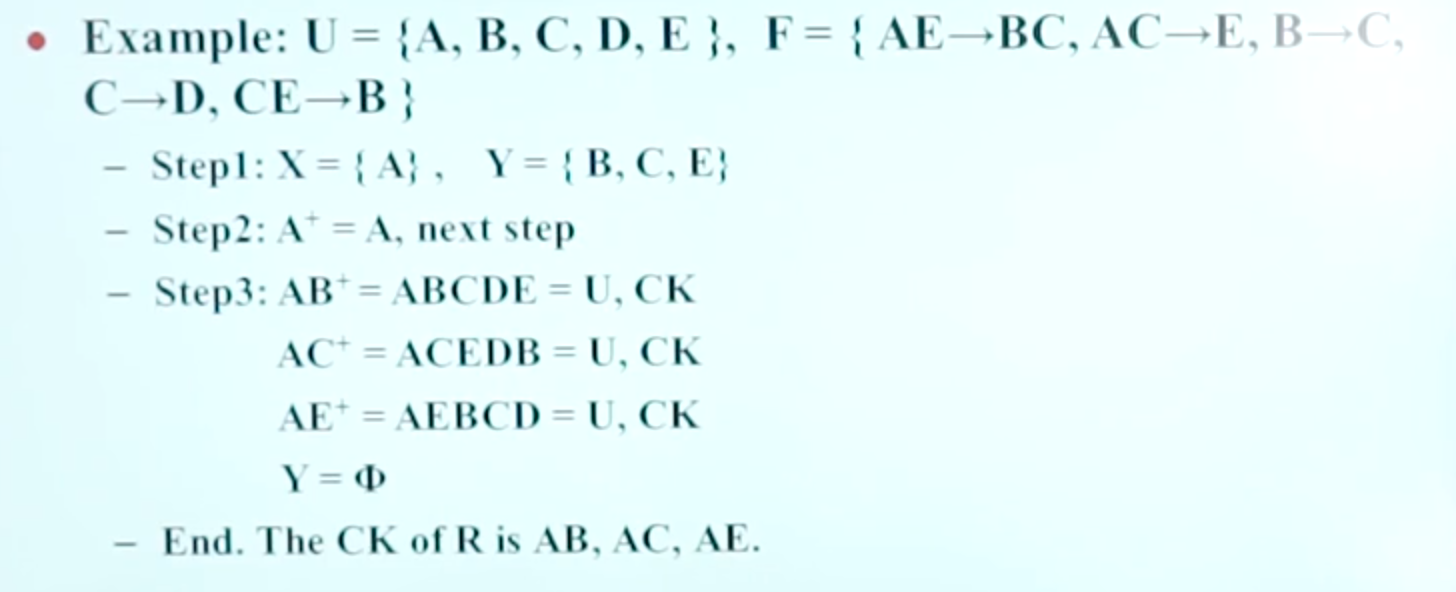 • Example: U = {A, B, C, D, E }, F = { AE→BC, AC→E, B→C,
C→D, CE→B }
– Step1: X = { A} , Y = { B, C, E}
– Step2: A⁺ = A, next step
– Step3: AB⁺ = ABCDE = U, CK
AC⁺ = ACEDB = U, CK
AE⁺ = AEBCD = U, CK
Y = Φ
– End. The CK of R is AB, AC, AE.